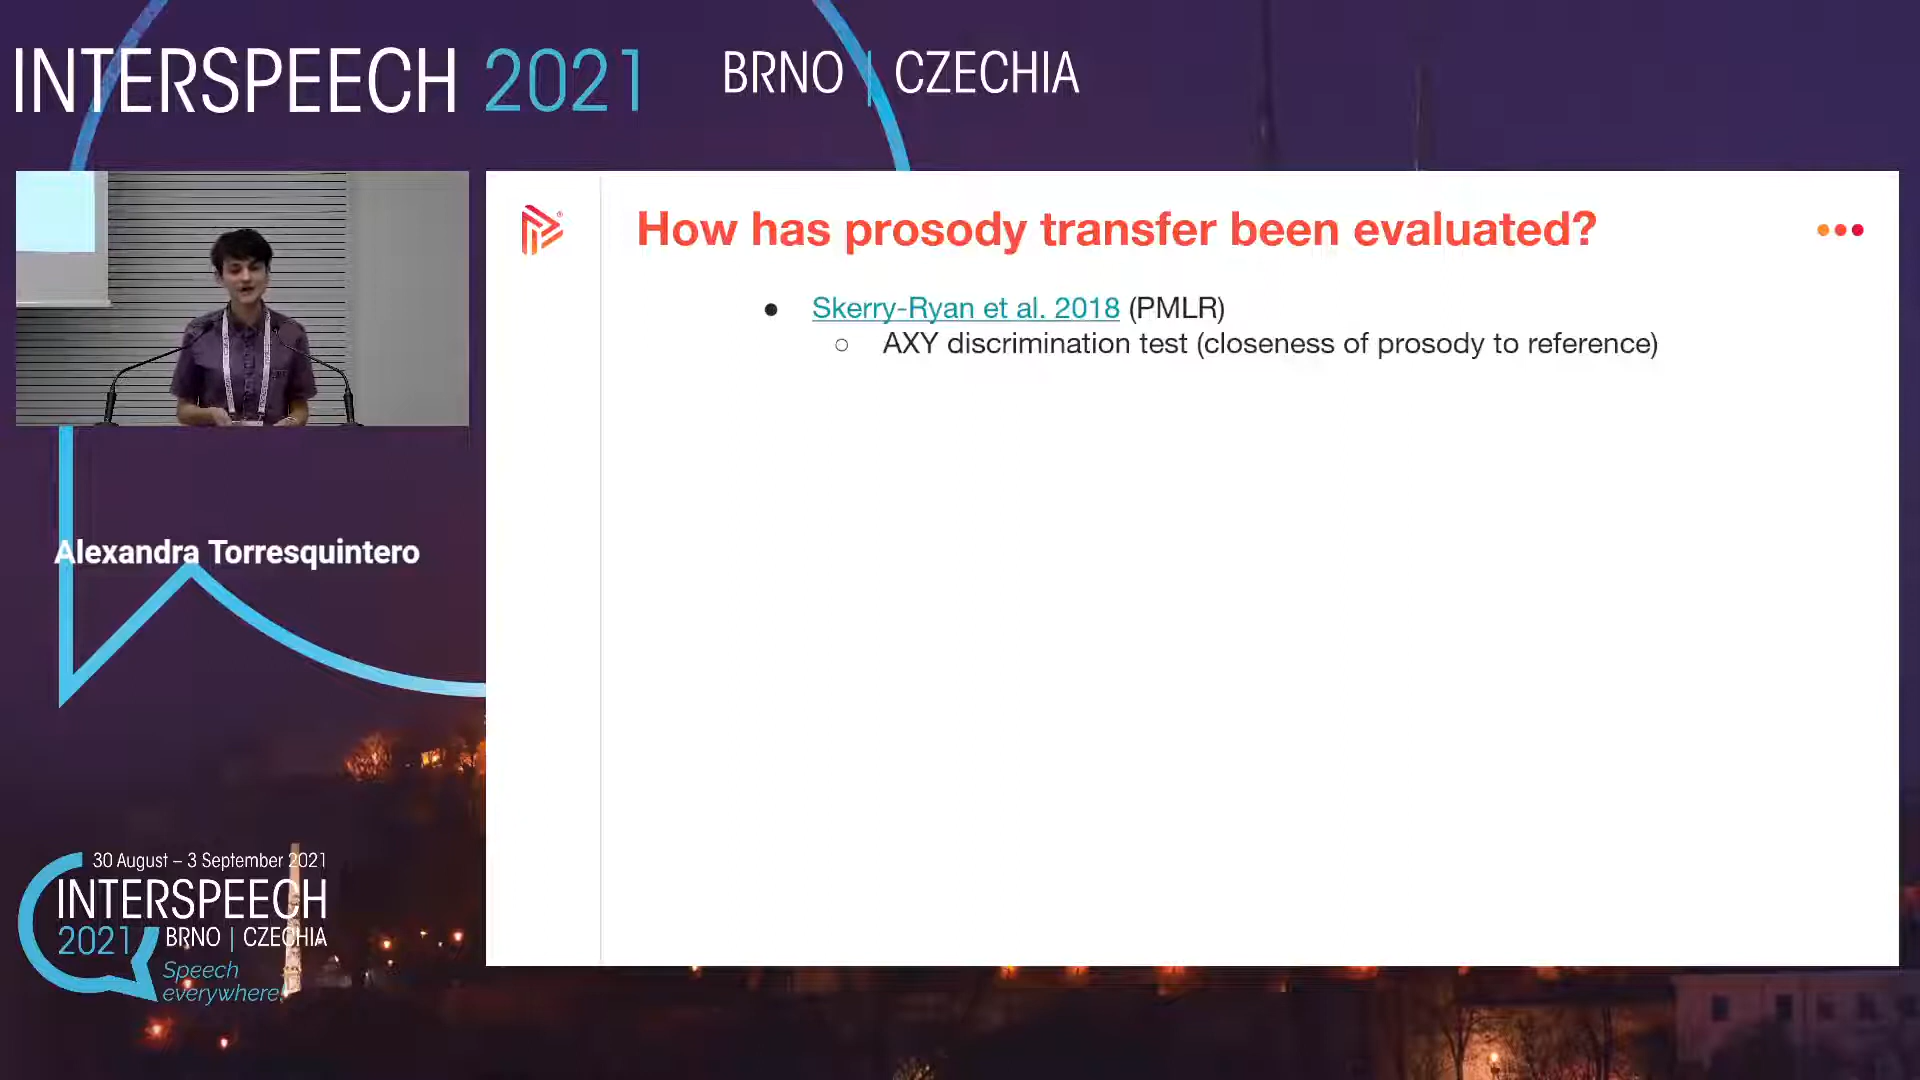 INTERSPEECH 2021 BRNO | CZECHIA
How has prosody transfer been evaluated?
● Skerry-Ryan et al. 2018 (PMLR)
○ AXY discrimination test (closeness of prosody to reference)
Alexandra Torresquintero
30 August – 3 September 2021
INTERSPEECH
2021 BRNO | CZECHIA
Speech
everywhere!